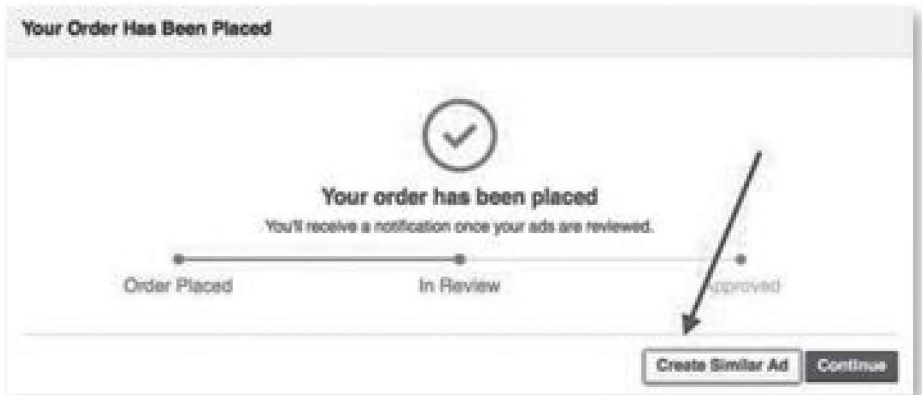 Your Order Has Been Placed
Your order has been placed
You'll receive a notification once your ads are reviewed.
Order Placed In Review Approved
Create Similar Ad Continue